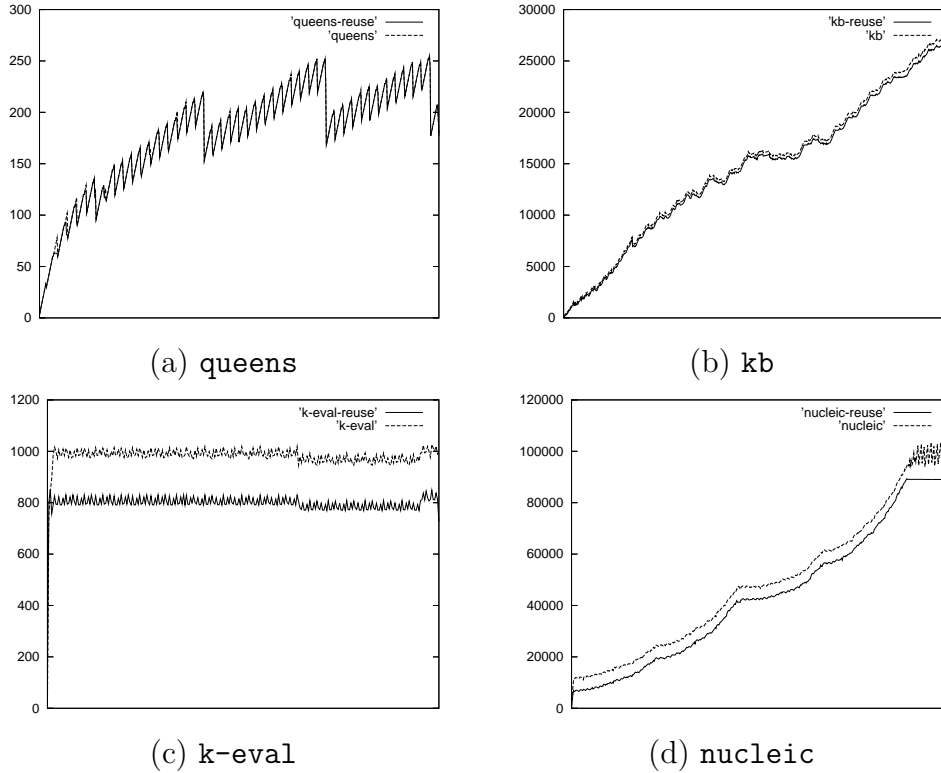 300
250
200
150
100
50
0
'queens-reuse'
'queens'
(a) queens
30000
25000
20000
15000
10000
5000
0
'kb-reuse'
'kb'
(b) kb
1200
1000
800
600
400
200
0
'k-eval-reuse'
'k-eval'
(c) k-eval
120000
100000
80000
60000
40000
20000
0
'nucleic-reuse'
'nucleic'
(d) nucleic